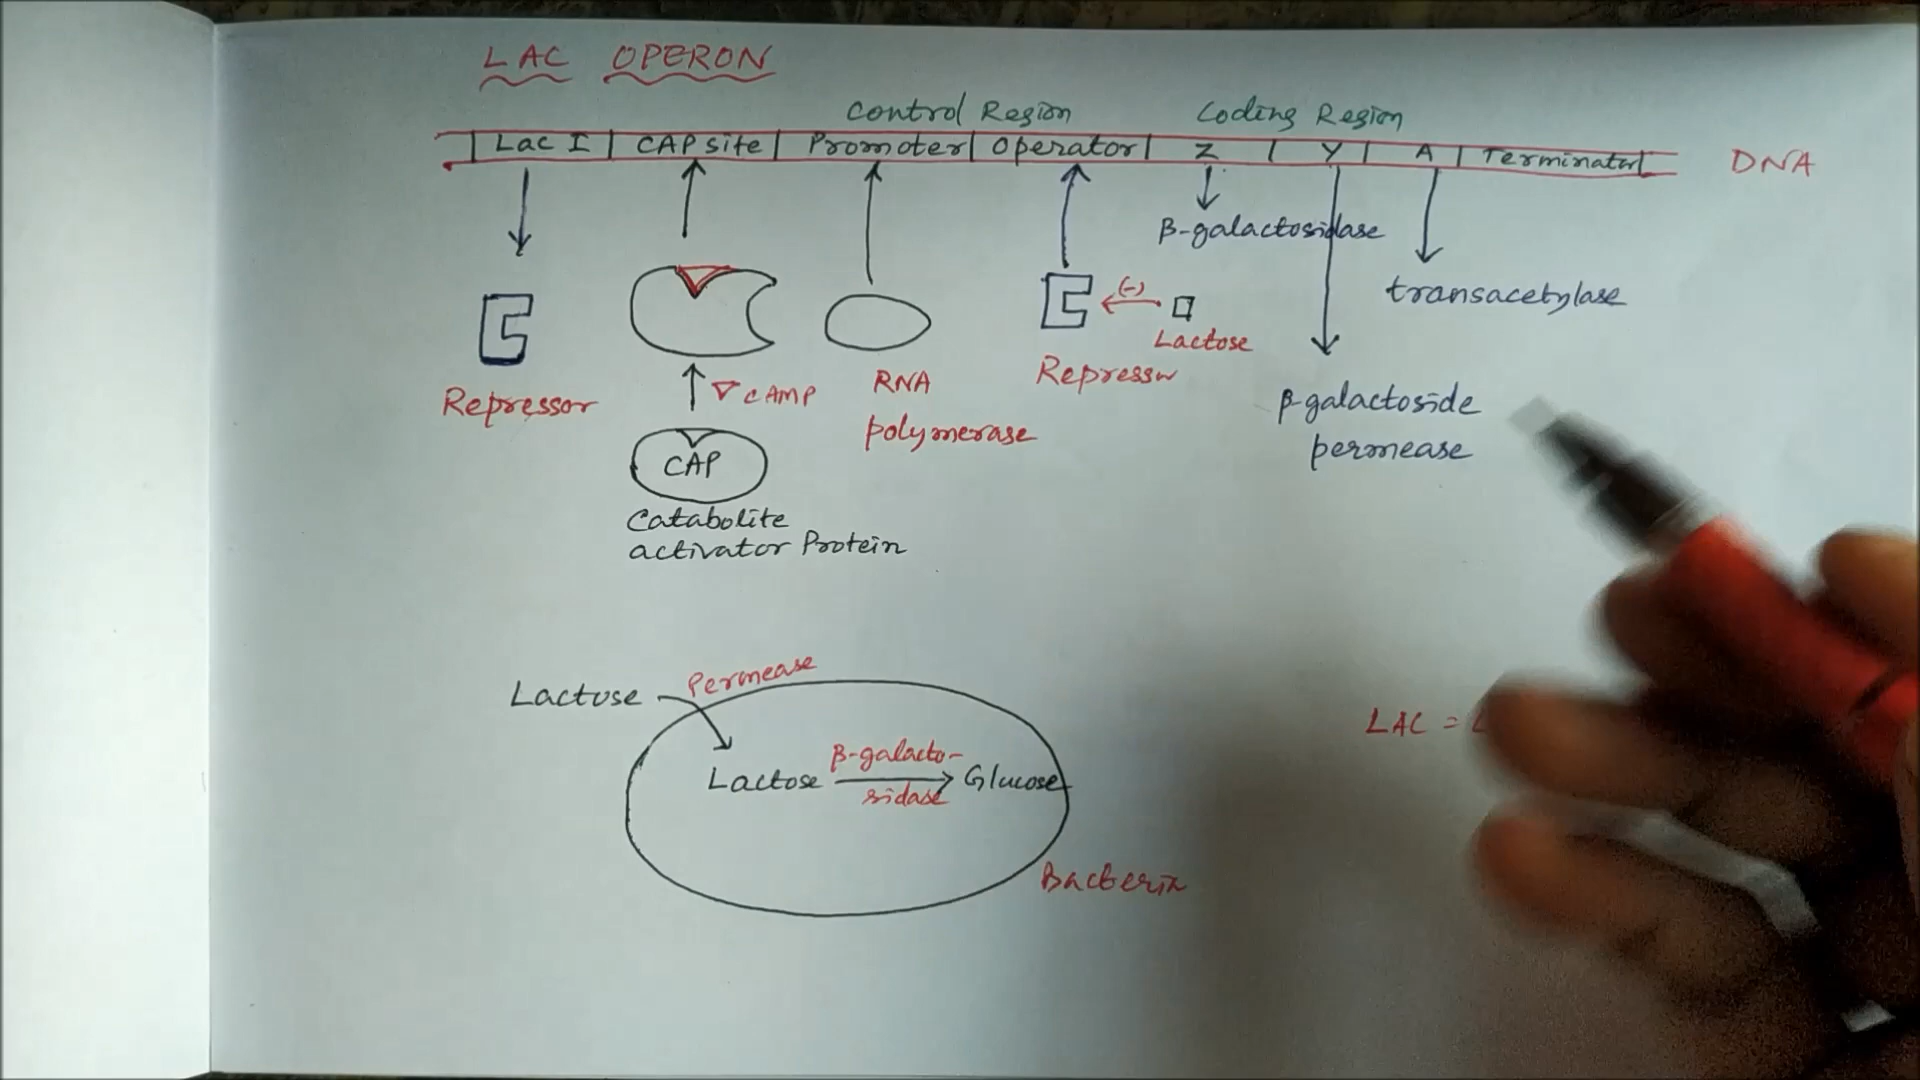 LAC OPERON
Control Region Coding Region
Lac I CAP site Promoter Operator Z Y A Terminator DNA
β-galactosidase
transacetylase
(-)
Lactose
Repressor
cAMP
RNA
polymerase
Repressor
β-galactoside
permease
CAP
Catabolite
activator Protein
Permease
Lactose
β-galacto-
Lactose Glucose
sidase
Bacteria
LAC =